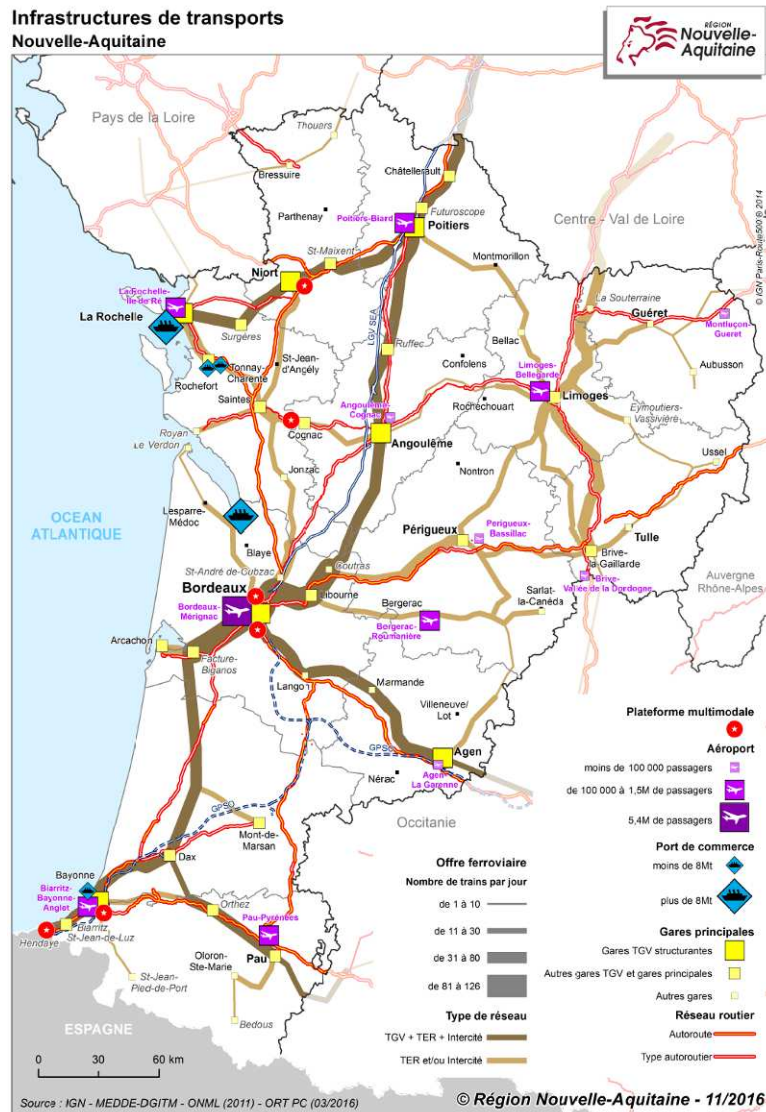 Infrastructures de transports
Nouvelle-Aquitaine
RÉGION
Nouvelle-
Aquitaine
Pays de la Loire
Thouars
Bressuire
Châtellerault
Parthenay
Futuroscope
Poitiers-Biard
Poitiers
Centre - Val de Loire
© IGN Paris-Route500 ® 2014
St-Maixent
Niort
Montmorillon
La Rochelle-
Ile de Ré
La Rochelle
Surgères
LGV SEA
La Souterraine
Guéret
Montluçon-
Gueret
Ruffec
Bellac
Tonnay-
Charente
Rochefort
St-Jean-
d'Angély
Confolens
Limoges-
Bellegarde
Aubusson
Saintes
Angoulême-
Cognac
Rochechouart
Limoges
Eymoutiers-
Vassivière
Royan
Le Verdon
Cognac
Angoulême
Ussel
Jonzac
Nontron
Lesparre-
Médoc
OCEAN
ATLANTIQUE
Périgueux
Perigueux-
Bassillac
Tulle
Blaye
St-André de-Cubzac
Coutras
Brive-
la-Gaillarde
Bordeaux
Libourne
Brive-
Vallée de la Dordogne
Auvergne
Rhône-Alpes
Bordeaux-
Mérignac
Bergerac
Sarlat-
la-Canéda
Bergerac-
Roumanière
Arcachon
Facture-
Biganos
Langon
Marmande
Villeneuve/
Lot
GPSO
Agen
Agen-
La Garenne
Nérac
GPSO
Occitanie
Mont-de-
Marsan
Dax
Bayonne
Biarritz-
Bayonne-
Anglet
Orthez
Pau-Pyrénées
Biarritz
St-Jean-de-Luz
Hendaye
Pau
Oloron-
Ste-Marie
St-Jean-
Pied-de-Port
Bedous
ESPAGNE
0 30 60 km
Plateforme multimodale
Aéroport
moins de 100 000 passagers
de 100 000 à 1,5M de passagers
5,4M de passagers
Port de commerce
moins de 8Mt
plus de 8Mt
Gares principales
Gares TGV structurantes
Autres gares TGV et gares principales
Autres gares
Réseau routier
Autoroute
Type autoroutier
Offre ferroviaire
Nombre de trains par jour
de 1 à 10
de 11 à 30
de 31 à 80
de 81 à 126
Type de réseau
TGV + TER + Intercité
TER et/ou Intercité
Source : IGN - MEDDE-DGITM - ONML (2011) - ORT PC (03/2016)
© Région Nouvelle-Aquitaine - 11/2016